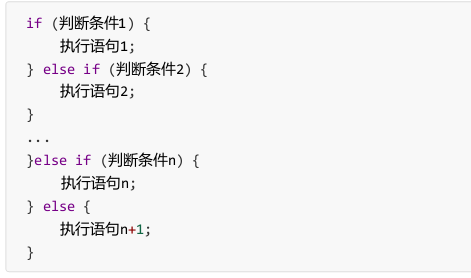 if (判断条件1) {
    执行语句1;
} else if (判断条件2) {
    执行语句2;
}
...
}else if (判断条件n) {
    执行语句n;
} else {
    执行语句n+1;
}